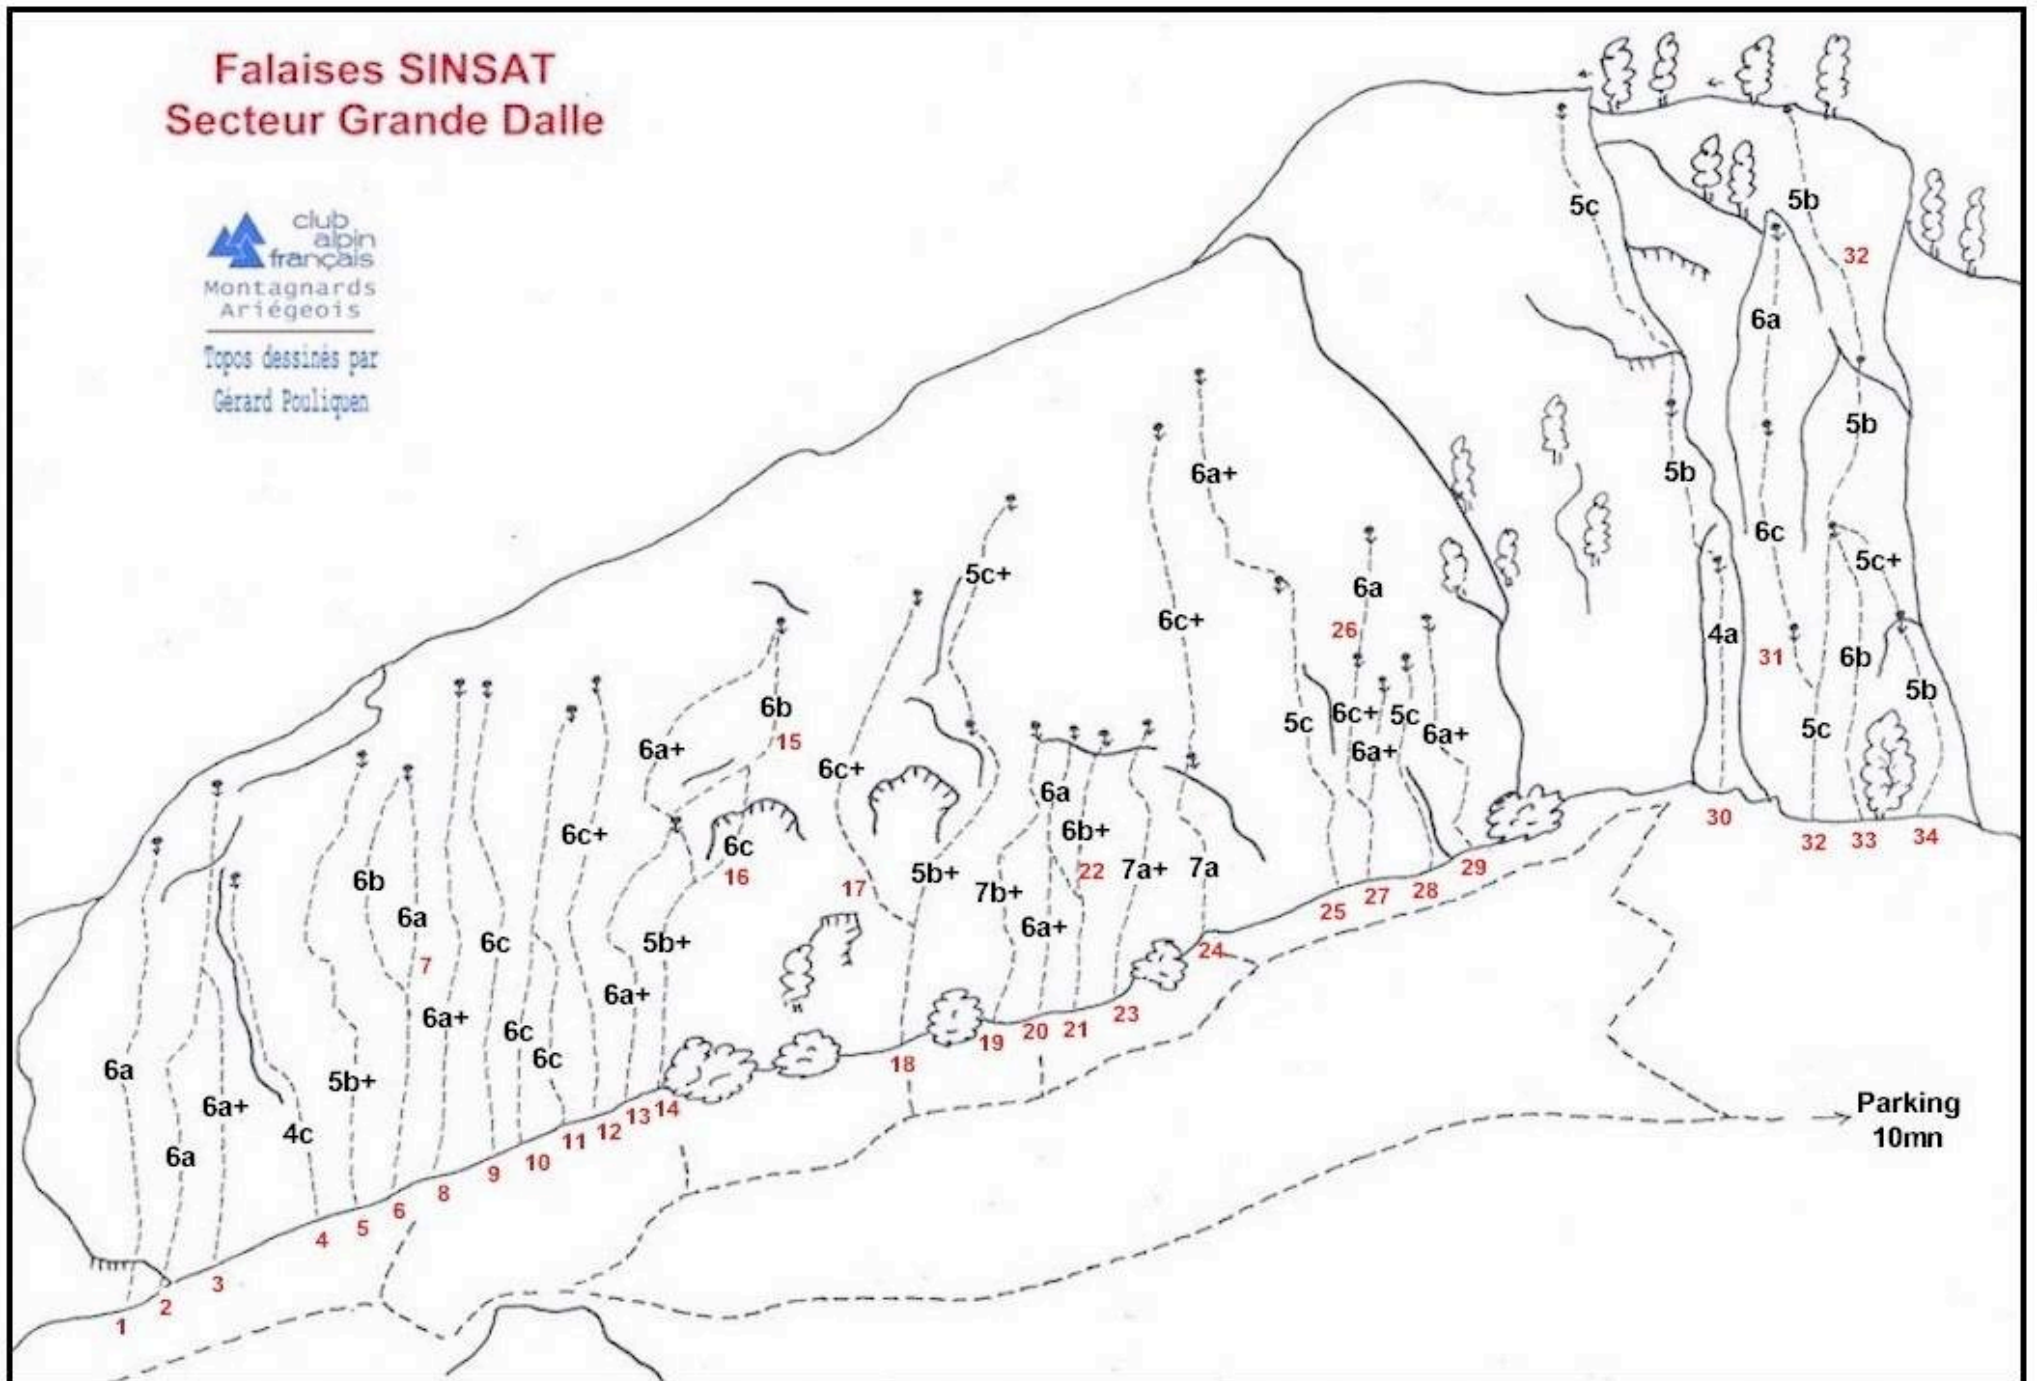 Falaises SINSAT
Secteur Grande Dalle
club
alpin
français
Montagnards
Ariégeois
Topos dessinés par
Gérard Pouliquen
5c
5b
32
6a
5b
5b
6a+
6c
5c+
5c+
6a
6c+
26
4a
31
6b
5b
6b
15
6a+
6c+
5c
6c+
5c
6a+
6a+
5c
6a
6b+
6c+
6c
16
17
5b+
7b+
22
7a+
7a
6b
6a
7
6c
5b+
6a+
6a+
6a+
6c
6c
24
25
27
28
29
30
32
33
34
6a
6a+
6a
4c
5b+
1
2
3
4
5
6
8
9
10
11
12
13
14
18
19
20
21
23
Parking
10mn